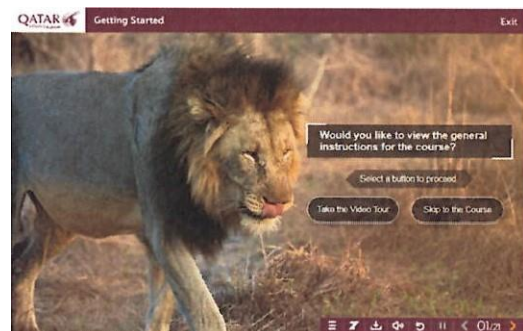 QATAR
Getting Started
Exit
Would you like to view the general
instructions for the course?
Select a button to proceed
Take the Video Tour
Skip to the Course
01/21